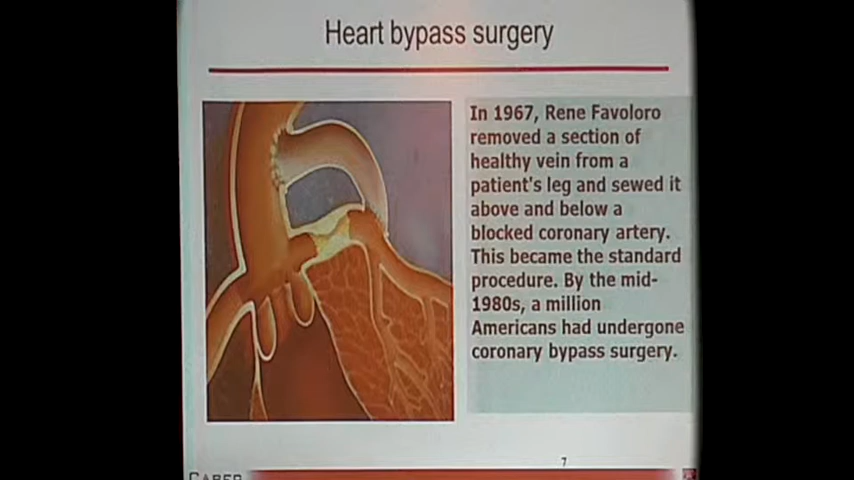 Heart bypass surgery
In 1967, Rene Favoloro
removed a section of
healthy vein from a
patient's leg and sewed it
above and below a
blocked coronary artery.
This became the standard
procedure. By the mid-
1980s, a million
Americans had undergone
coronary bypass surgery.
7